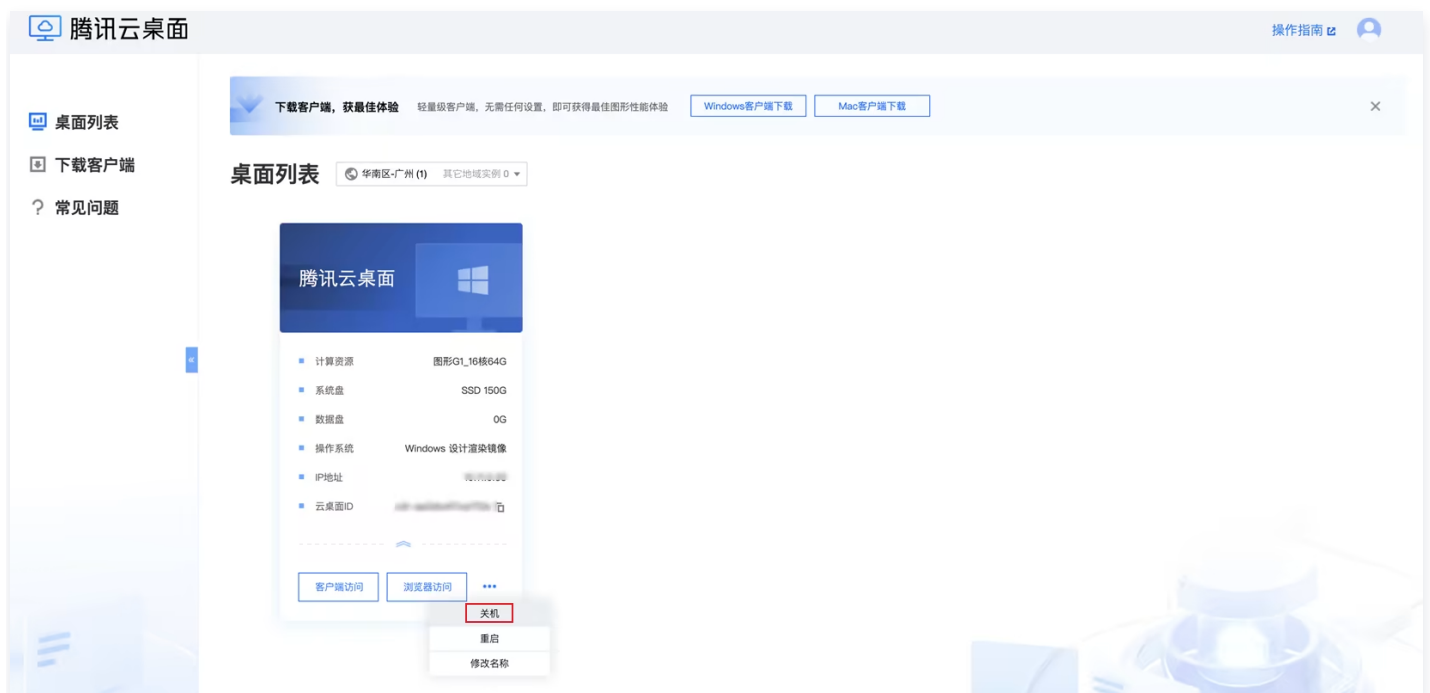 腾讯云桌面
操作指南
桌面列表
下载客户端
常见问题
下载客户端，获最佳体验 轻量级客户端，无需任何设置，即可获得最佳图形性能体验 Windows客户端下载 Mac客户端下载
桌面列表 华南区-广州 (1) 其它地域实例 0
腾讯云桌面
计算资源 图形G1_16核64G
系统盘 SSD 150G
数据盘 0G
操作系统 Windows 设计渲染镜像
IP地址
云桌面ID
客户端访问 浏览器访问
关机
重启
修改名称